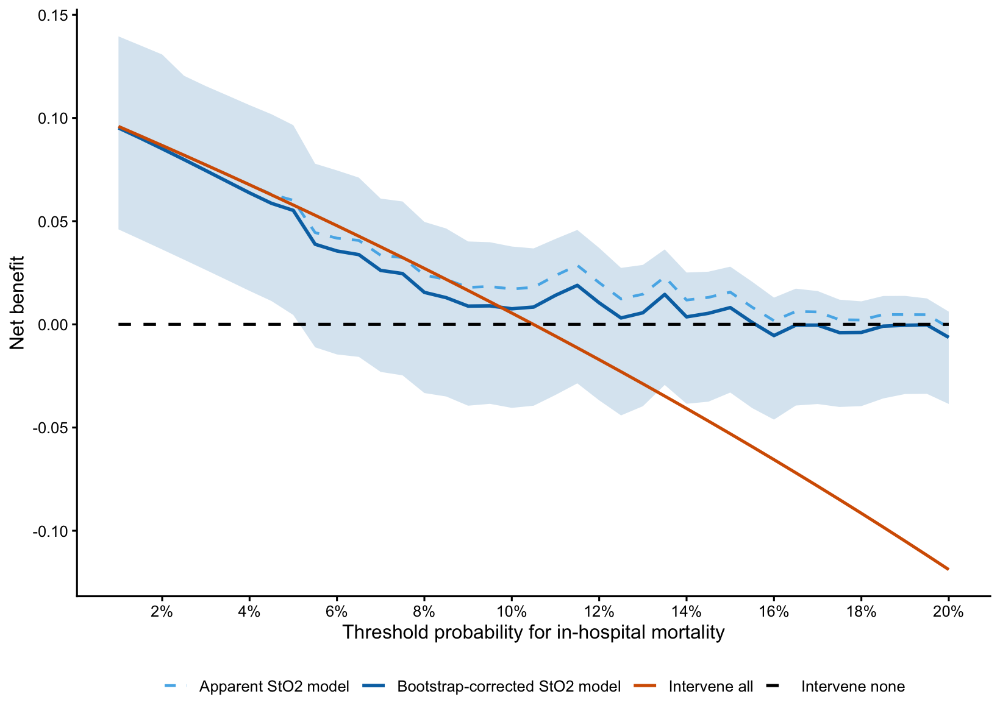 0.15
0.10
0.05
0.00
-0.05
-0.10
Net benefit
2% 4% 6% 8% 10% 12% 14% 16% 18% 20%
Threshold probability for in-hospital mortality
Apparent StO2 model Bootstrap-corrected StO2 model Intervene all Intervene none